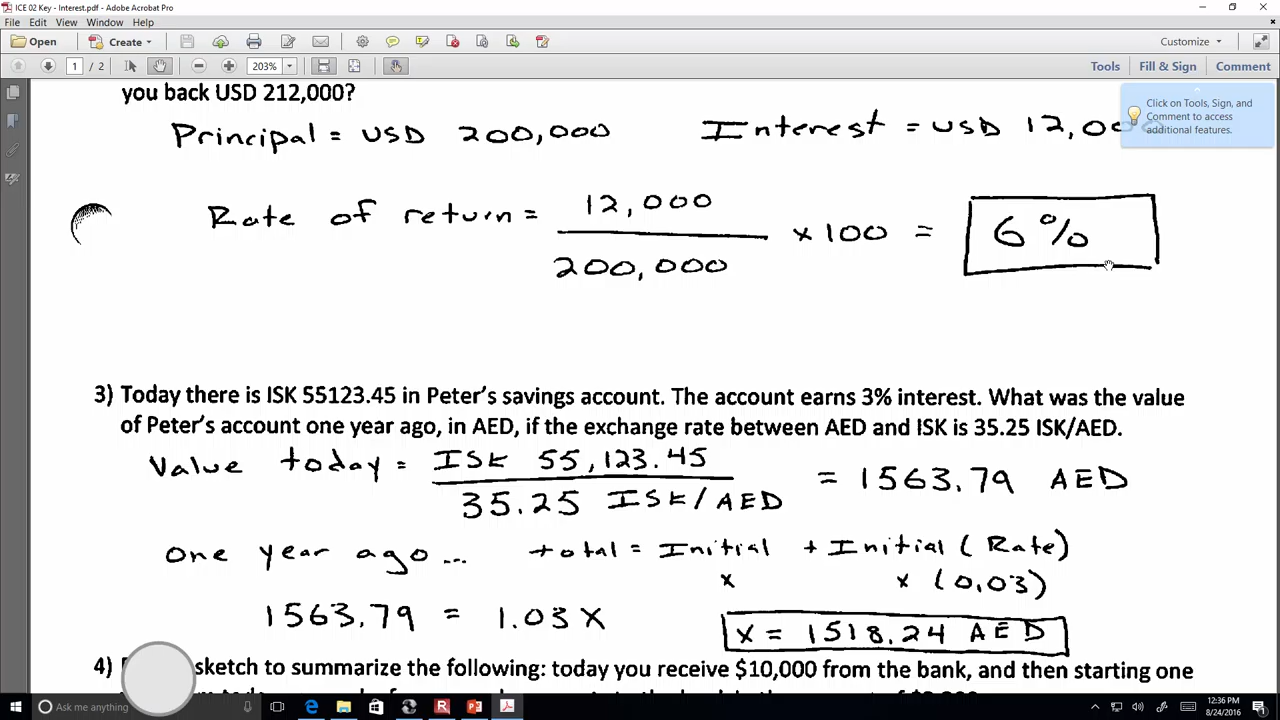 ICE 02 Key - Interest.pdf - Adobe Acrobat Pro
File Edit View Window Help
Open Create Customize
1 / 2 203% Tools Fill & Sign Comment
you back USD 212,000?
Click on Tools, Sign, and
Comment to access
additional features.
Principal = USD 200,000 Interest = USD 12,00
Rate of return = 12,000
× 100 = 6%
200,000
3) Today there is ISK 55123.45 in Peter's savings account. The account earns 3% interest. What was the value
of Peter's account one year ago, in AED, if the exchange rate between AED and ISK is 35.25 ISK/AED.
Value today = ISK 55,123.45
= 1563.79 AED
35.25 ISK/AED
One year ago ... total = Initial + Initial (Rate)
x x (0.03)
1563.79 = 1.03 X
x = 1518.24 AED
4) sketch to summarize the following: today you receive $10,000 from the bank, and then starting one
Ask me anything
12:36 PM
8/24/2016